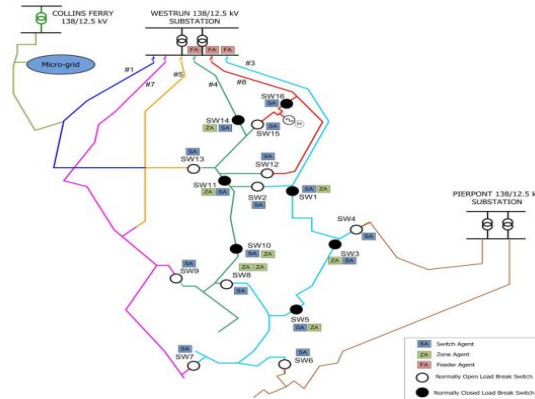 COLLINS FERRY
138/12.5 kV
WESTRUN 138/12.5 kV
SUBSTATION
FA FA FA
Micro-grid
#1
#7
#5
#4
#6
#3
SW16
SA
SW14
ZA SA
SA
SW15
H
SA
SW13
SA
SW12
SW11
ZA SA
SW2
SA
SA ZA
SW1
PIERPONT 138/12.5 kV
SUBSTATION
SW4
SA
SW3
ZA SA
SW10
SA ZA
ZA ZA
SA
SW9
SW8
SA
SW5
SA ZA
SA
SW7
SA
SW6
SA Switch Agent
ZA Zone Agent
FA Feeder Agent
Normally Open Load Break Switch
Normally Closed Load Break Switch